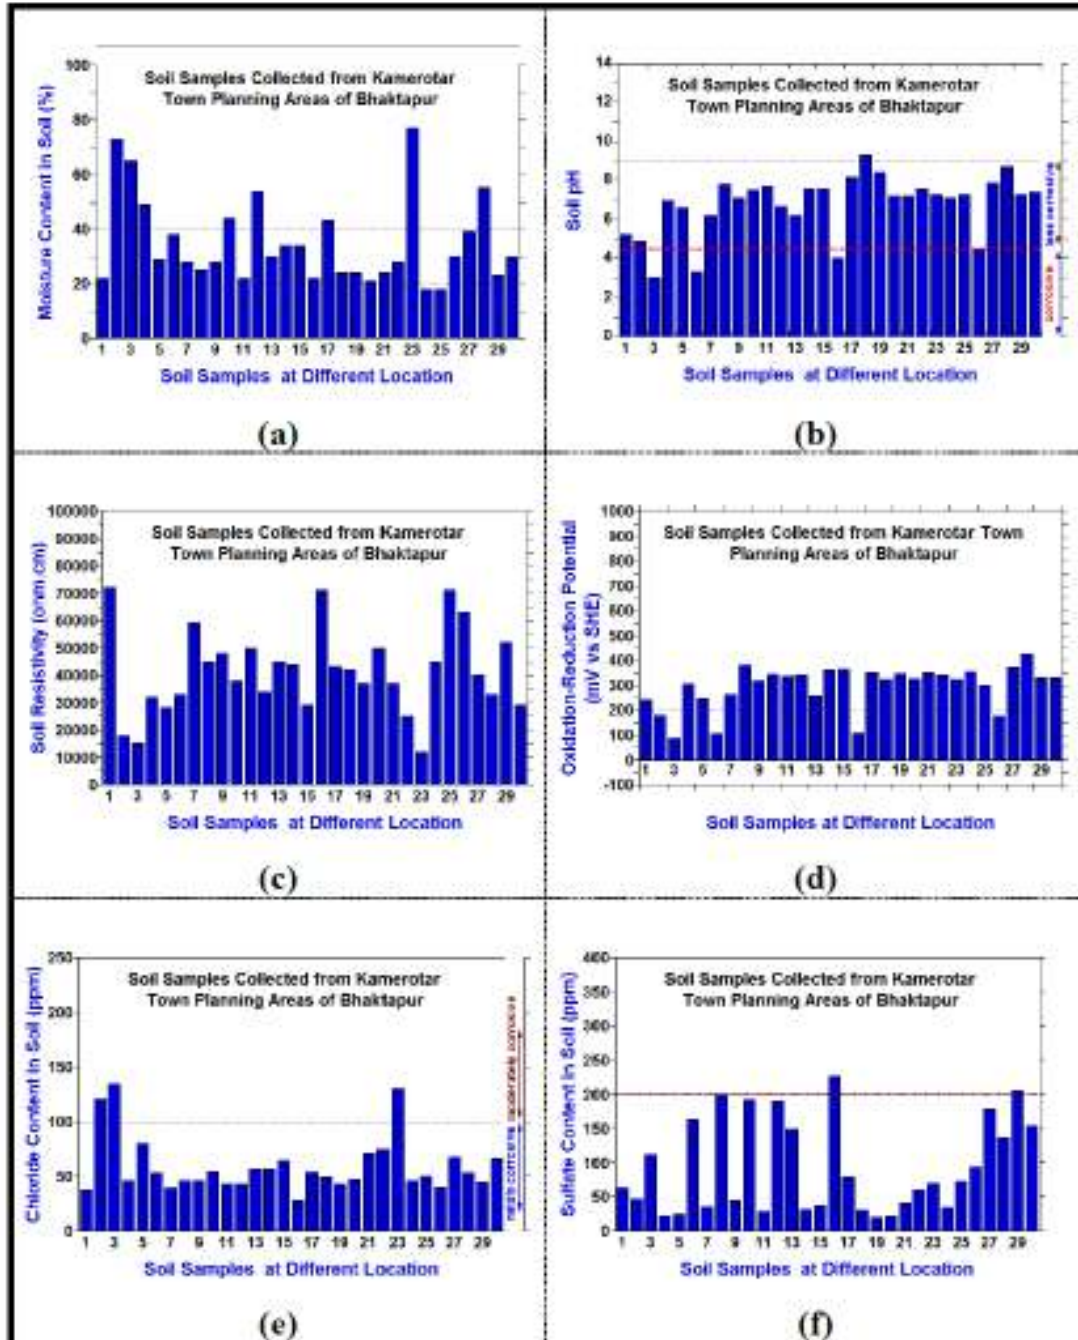 Soil Samples Collected from Kamerotar
Town Planning Areas of Bhaktapur
Moisture Content in Soil (%)
100
80
60
40
20
0
1 3 5 7 9 11 13 15 17 19 21 23 25 27 29
Soil Samples at Different Location
(a)
Soil Samples Collected from Kamerotar
Town Planning Areas of Bhaktapur
Soil pH
14
12
10
8
6
4
2
0
less corrosive
corrosive
1 3 5 7 9 11 13 15 17 19 21 23 25 27 29
Soil Samples at Different Location
(b)
Soil Samples Collected from Kamerotar
Town Planning Areas of Bhaktapur
Soil Resistivity (ohm.cm)
100000
90000
80000
70000
60000
50000
40000
30000
20000
10000
0
1 3 5 7 9 11 13 15 17 19 21 23 25 27 29
Soil Samples at Different Location
(c)
Soil Samples Collected from Kamerotar Town
Planning Areas of Bhaktapur
Oxidation-Reduction Potential
(mV vs SHE)
1000
900
800
700
600
500
400
300
200
100
0
-100
1 3 5 7 9 11 13 15 17 19 21 23 25 27 29
Soil Samples at Different Location
(d)
Soil Samples Collected from Kamerotar
Town Planning Areas of Bhaktapur
Chloride Content in Soil (ppm)
250
200
150
100
50
0
moderately corrosive
corrosive
1 3 5 7 9 11 13 15 17 19 21 23 25 27 29
Soil Samples at Different Location
(e)
Soil Samples Collected from Kamerotar
Town Planning Areas of Bhaktapur
Sulfate Content in Soil (ppm)
400
350
300
250
200
150
100
50
0
1 3 5 7 9 11 13 15 17 19 21 23 25 27 29
Soil Samples at Different Location
(f)